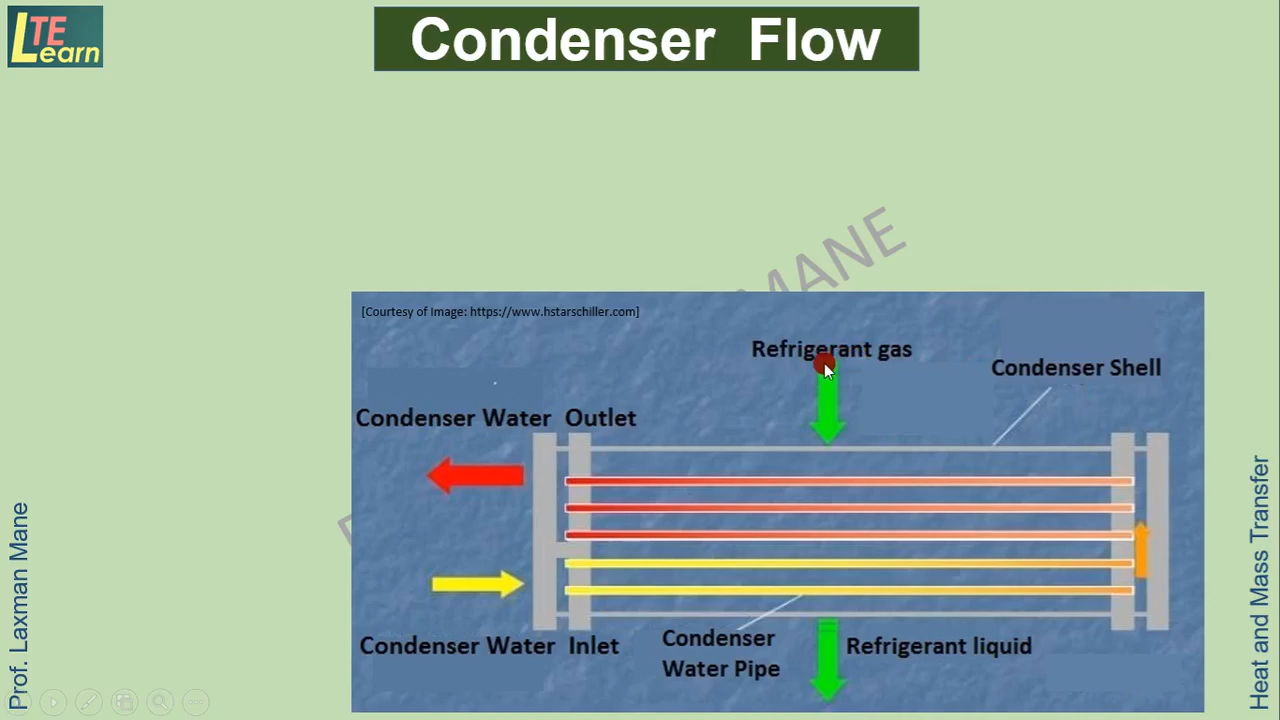 LTE Learn
Condenser Flow
MANE
[Courtesy of Image: https://www.hstarschiller.com]
Refrigerant gas
Condenser Shell
Condenser Water Outlet
Condenser Water Inlet
Condenser
Water Pipe
Refrigerant liquid
Prof. Laxman Mane
Heat and Mass Transfer